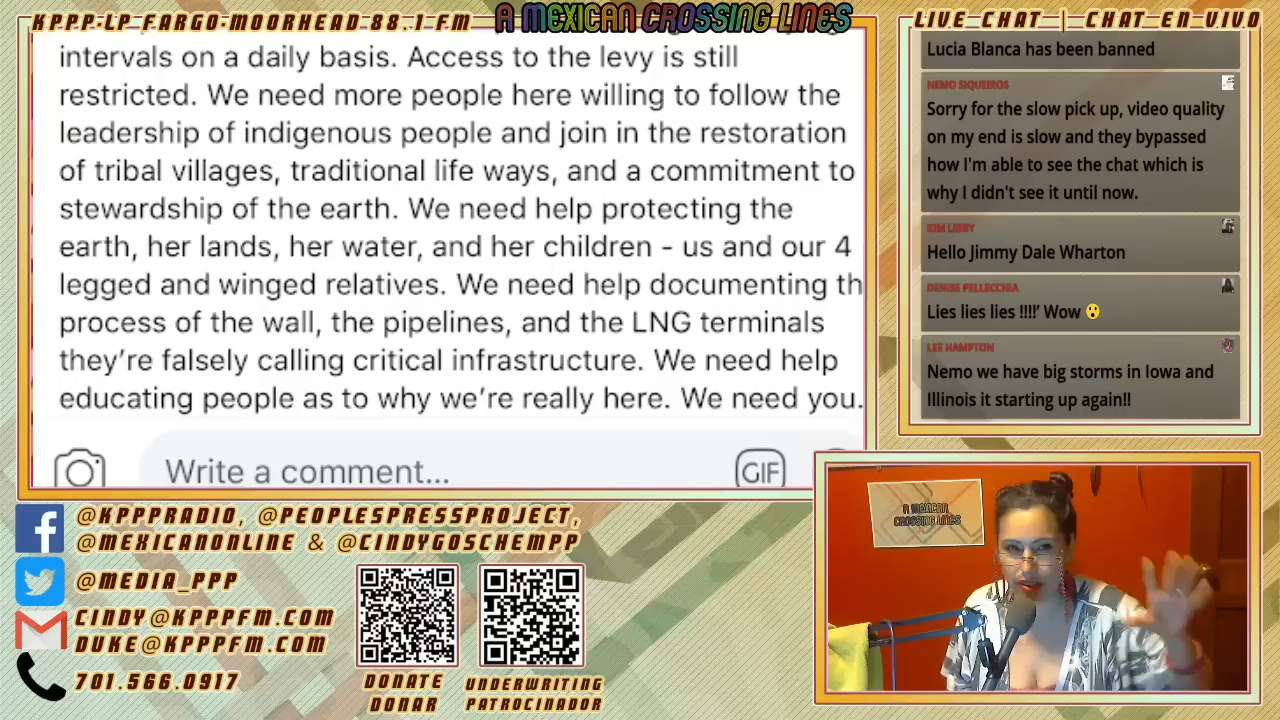 KPPP-LP FARGO-MOORHEAD 88.1 FM
A MEXICAN CROSSING LINES
LIVE CHAT | CHAT EN VIVO
intervals on a daily basis. Access to the levy is still
restricted. We need more people here willing to follow the
leadership of indigenous people and join in the restoration
of tribal villages, traditional life ways, and a commitment to
stewardship of the earth. We need help protecting the
earth, her lands, her water, and her children - us and our 4
legged and winged relatives. We need help documenting th
process of the wall, the pipelines, and the LNG terminals
they're falsely calling critical infrastructure. We need help
educating people as to why we're really here. We need you.
Write a comment...
GIF
Lucia Blanca has been banned
NEMO SIQUEIROS
Sorry for the slow pick up, video quality
on my end is slow and they bypassed
how I'm able to see the chat which is
why I didn't see it until now.
KIM LIBBY
Hello Jimmy Dale Wharton
DENISE PELLECCHIA
Lies lies lies !!!!' Wow 😲
LEE HAMPTON
Nemo we have big storms in Iowa and
Illinois it starting up again!!
A MEXICAN
CROSSING LINES
@KPPPRADIO, @PEOPLESPRESSPROJECT,
@MEXICANONLINE & @CINDYGOSCHEMPP
@MEDIA_PPP
CINDY@KPPPFM.COM
DUKE@KPPPFM.COM
701.566.0917
DONATE
DONAR
UNDERWRITING
PATROCINADOR